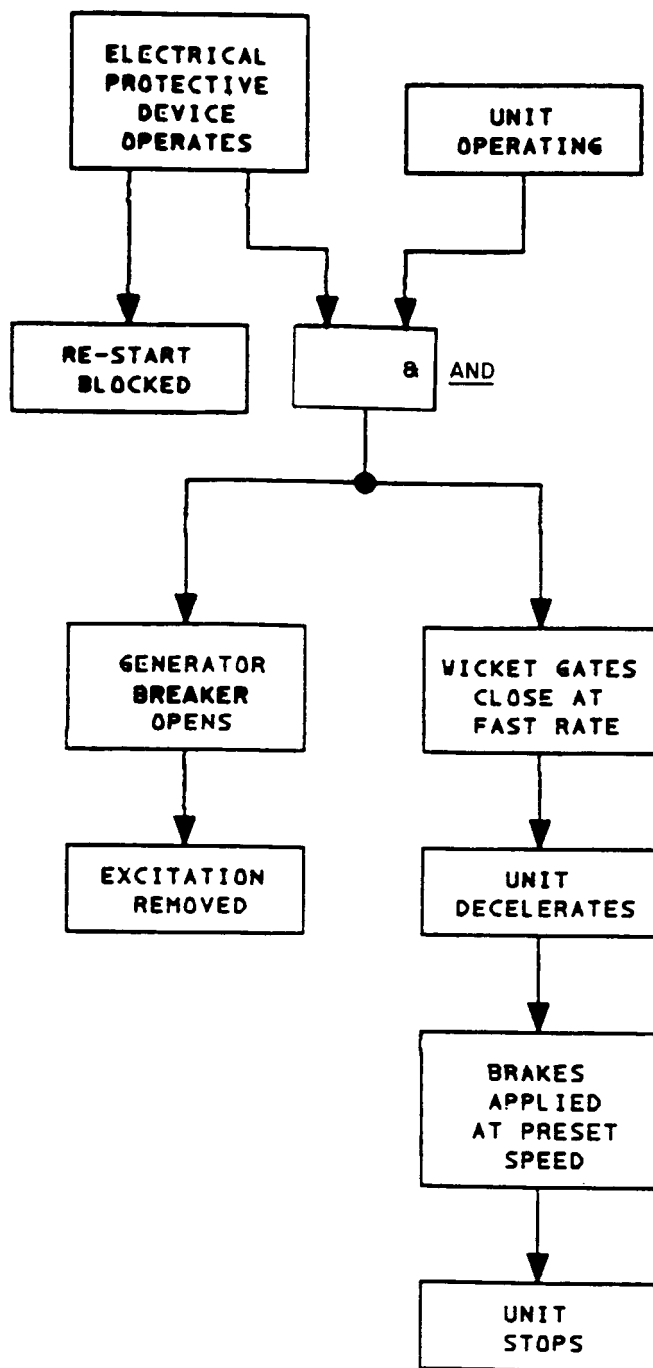 ELECTRICAL
PROTECTIVE
DEVICE
OPERATES
UNIT
OPERATING
RE-START
BLOCKED
& AND
GENERATOR
BREAKER
OPENS
WICKET GATES
CLOSE AT
FAST RATE
EXCITATION
REMOVED
UNIT
DECELERATES
BRAKES
APPLIED
AT PRESET
SPEED
UNIT
STOPS